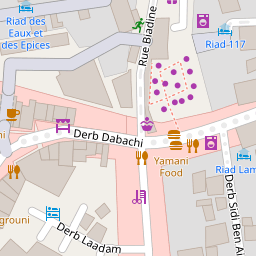 Riad des
Eaux et
des Epices
Rue Biadine
Riad 117
Derb Dabachi
Yamani
Food
Riad Lam
Derb Sidi Ben A
grouni
Derb Laadam